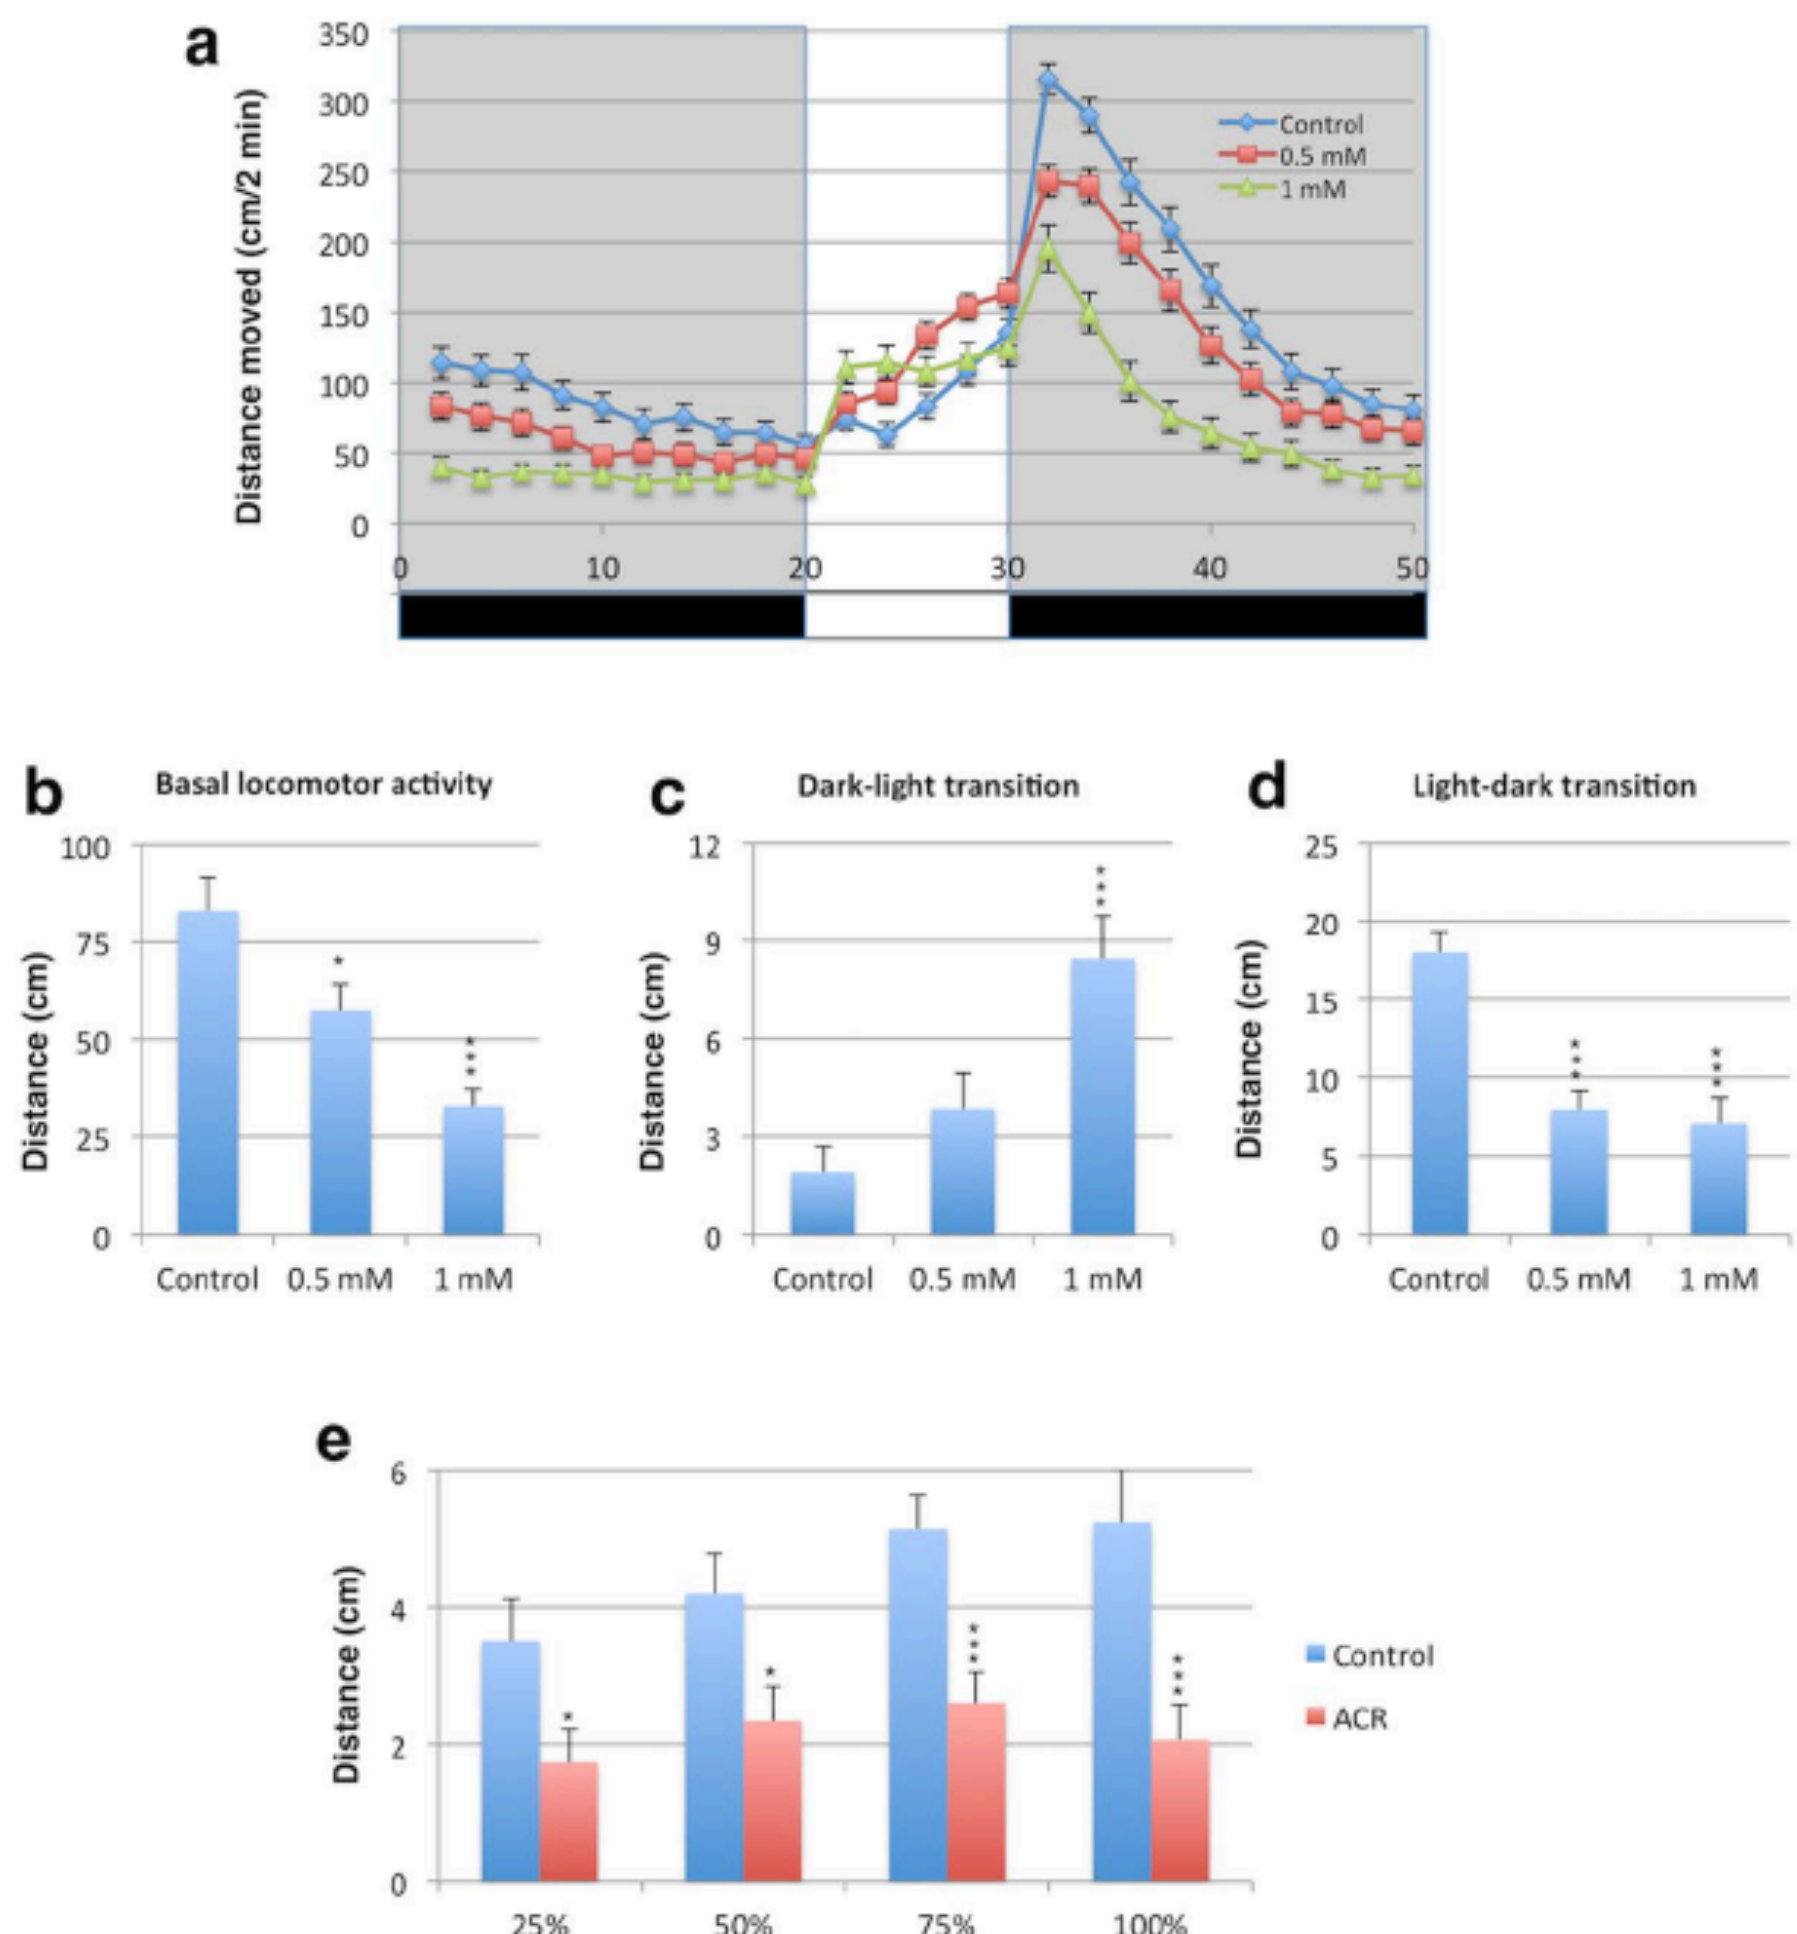 a
Distance moved (cm/2 min)
350
300
250
200
150
100
50
0
0 10 20 30 40 50
Control
0.5 mM
1 mM
b
Basal locomotor activity
Distance (cm)
100
75
50
25
0
*
***
Control 0.5 mM 1 mM
c
Dark-light transition
Distance (cm)
12
9
6
3
0
***
Control 0.5 mM 1 mM
d
Light-dark transition
Distance (cm)
25
20
15
10
5
0
***
***
Control 0.5 mM 1 mM
e
Distance (cm)
6
4
2
0
*
*
***
***
25% 50% 75% 100%
Control
ACR